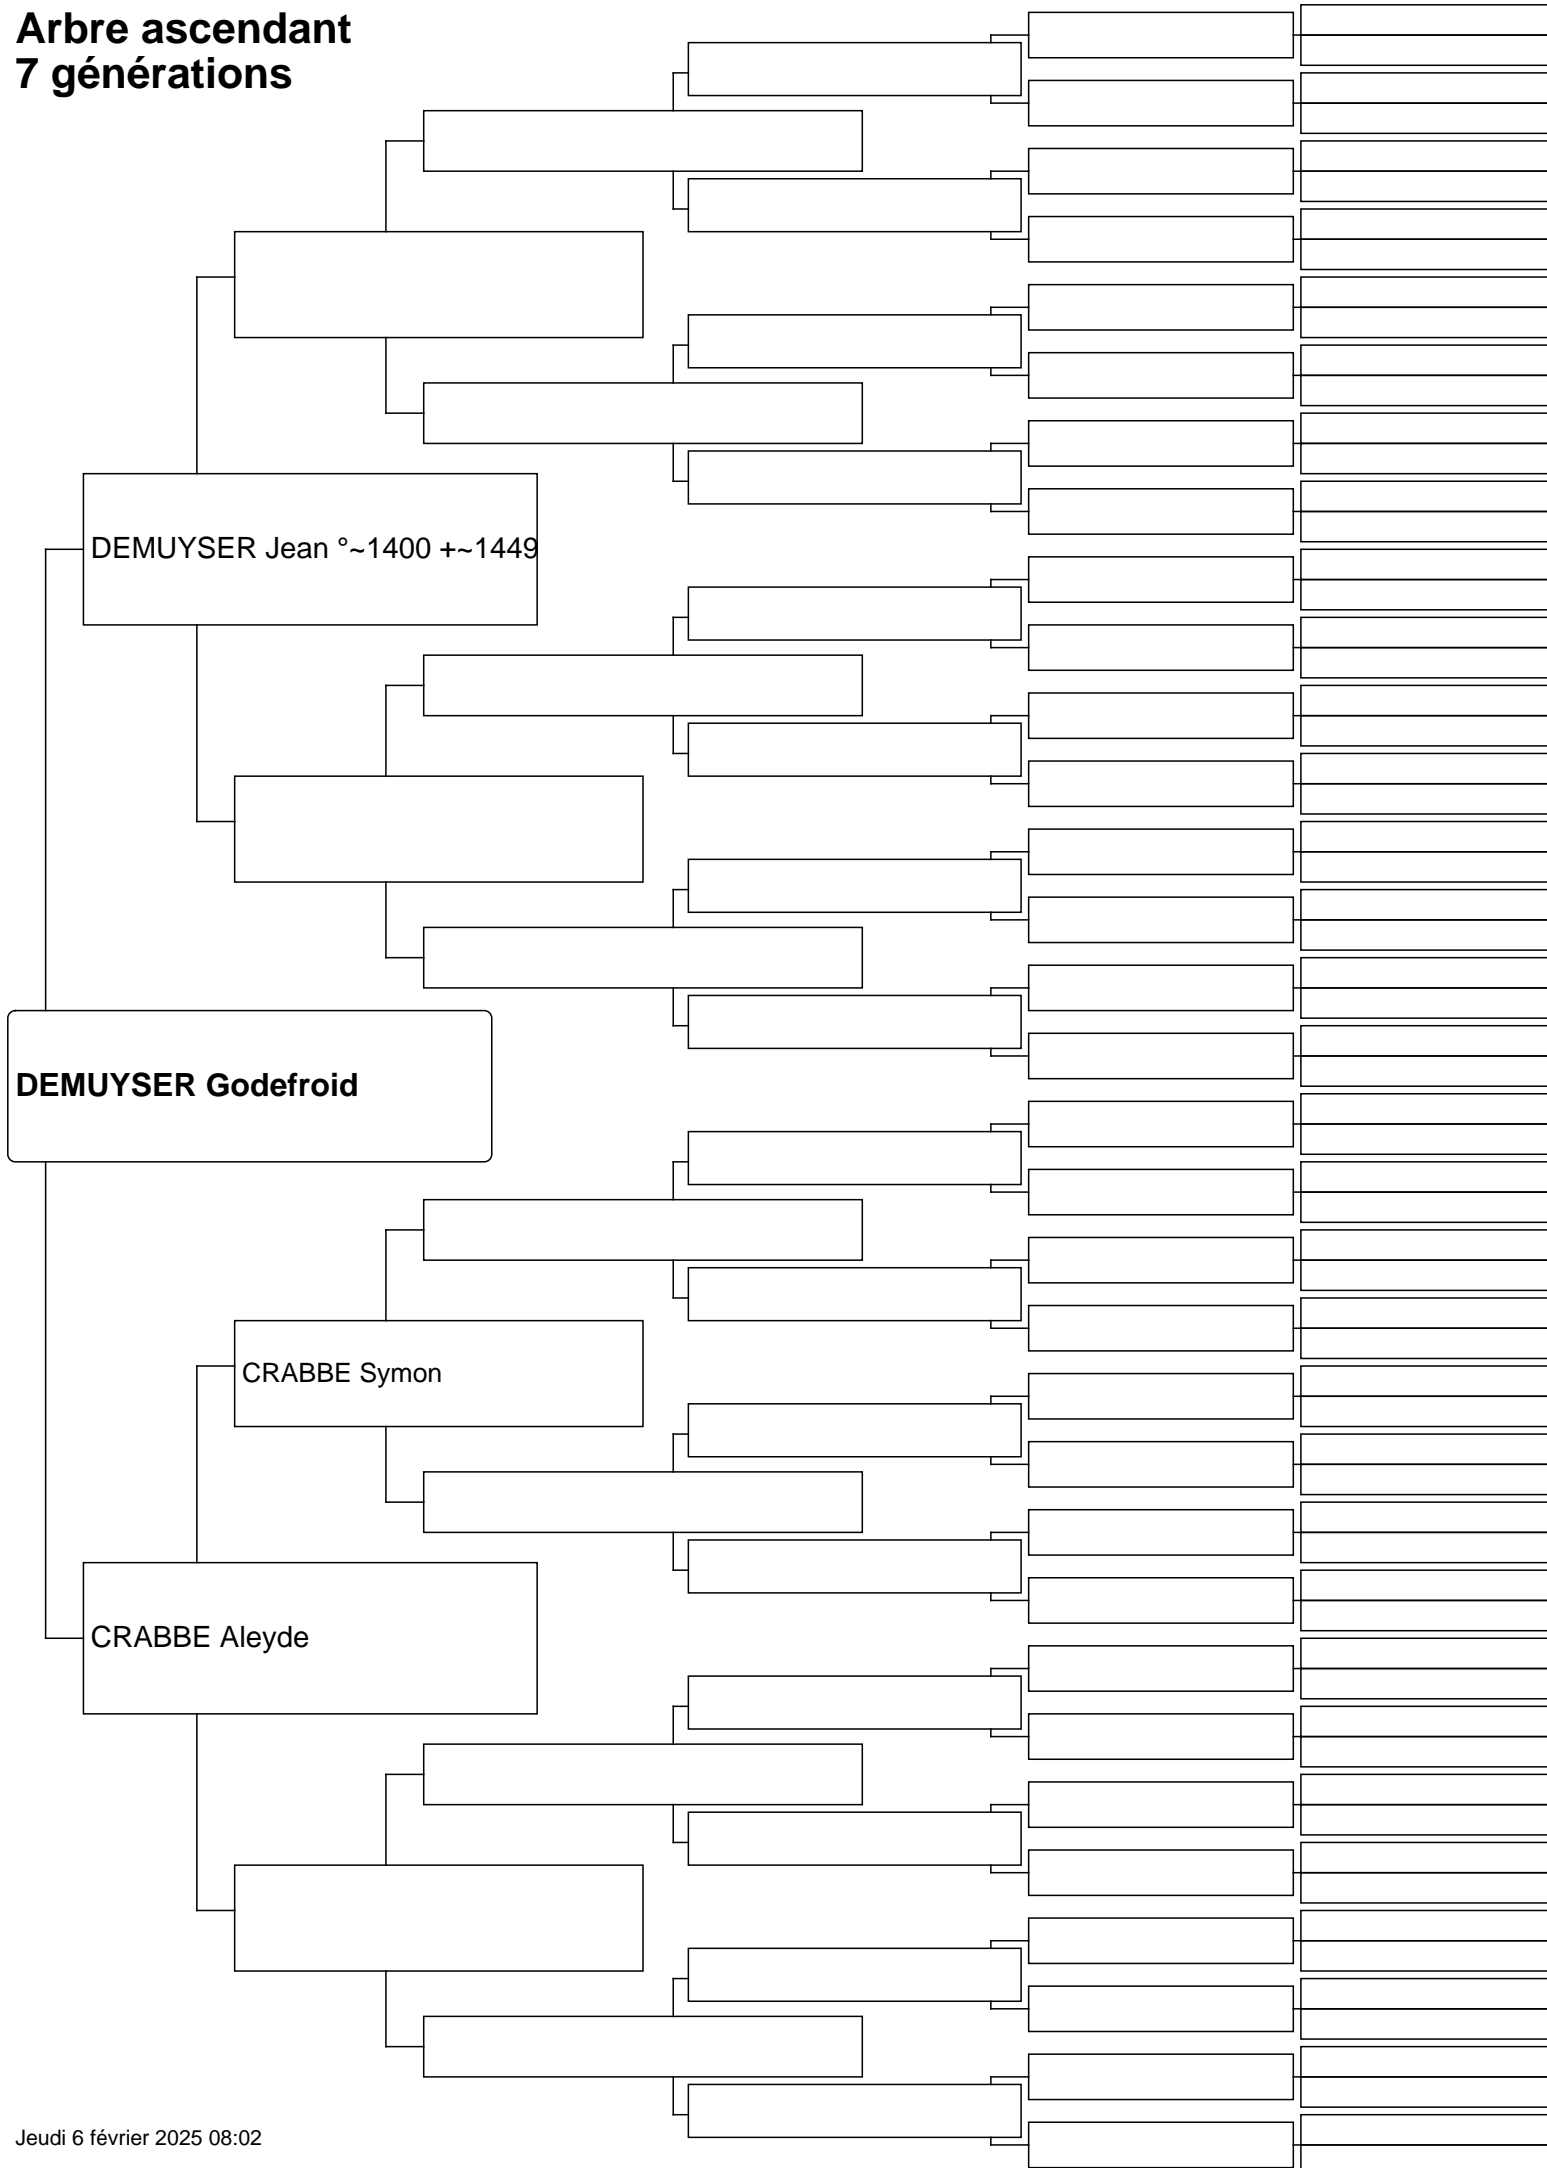 Arbre ascendant
7 générations
DEMUYSER Jean °~1400 +~1449
DEMUYSER Godefroid
CRABBE Symon
CRABBE Aleyde
Jeudi 6 février 2025 08:02